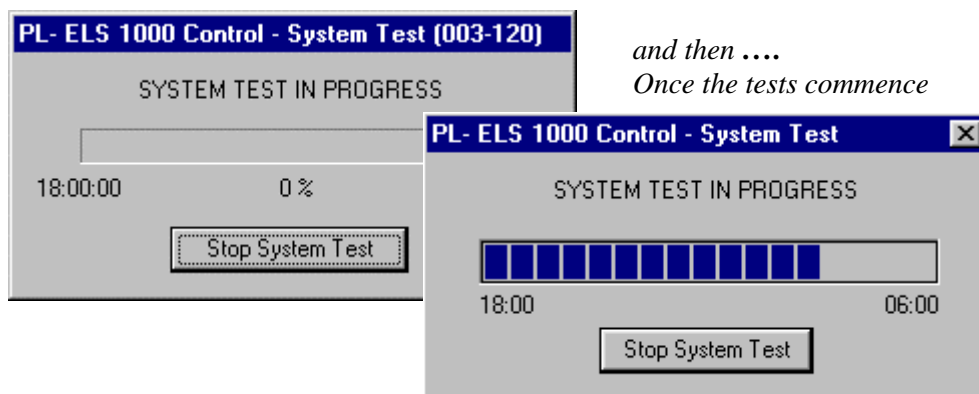 PL- ELS 1000 Control - System Test (003-120)
SYSTEM TEST IN PROGRESS
18:00:00 0 %
Stop System Test
and then ….
Once the tests commence
PL- ELS 1000 Control - System Test
SYSTEM TEST IN PROGRESS
18:00 06:00
Stop System Test